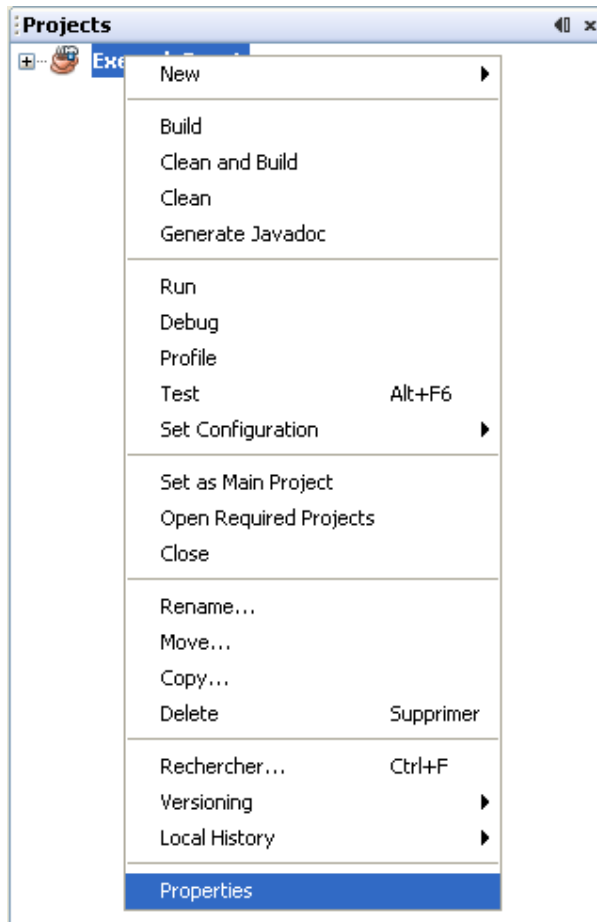 Projects
New
Build
Clean and Build
Clean
Generate Javadoc
Run
Debug
Profile
Test Alt+F6
Set Configuration
Set as Main Project
Open Required Projects
Close
Rename...
Move...
Copy...
Delete Supprimer
Rechercher... Ctrl+F
Versioning
Local History
Properties